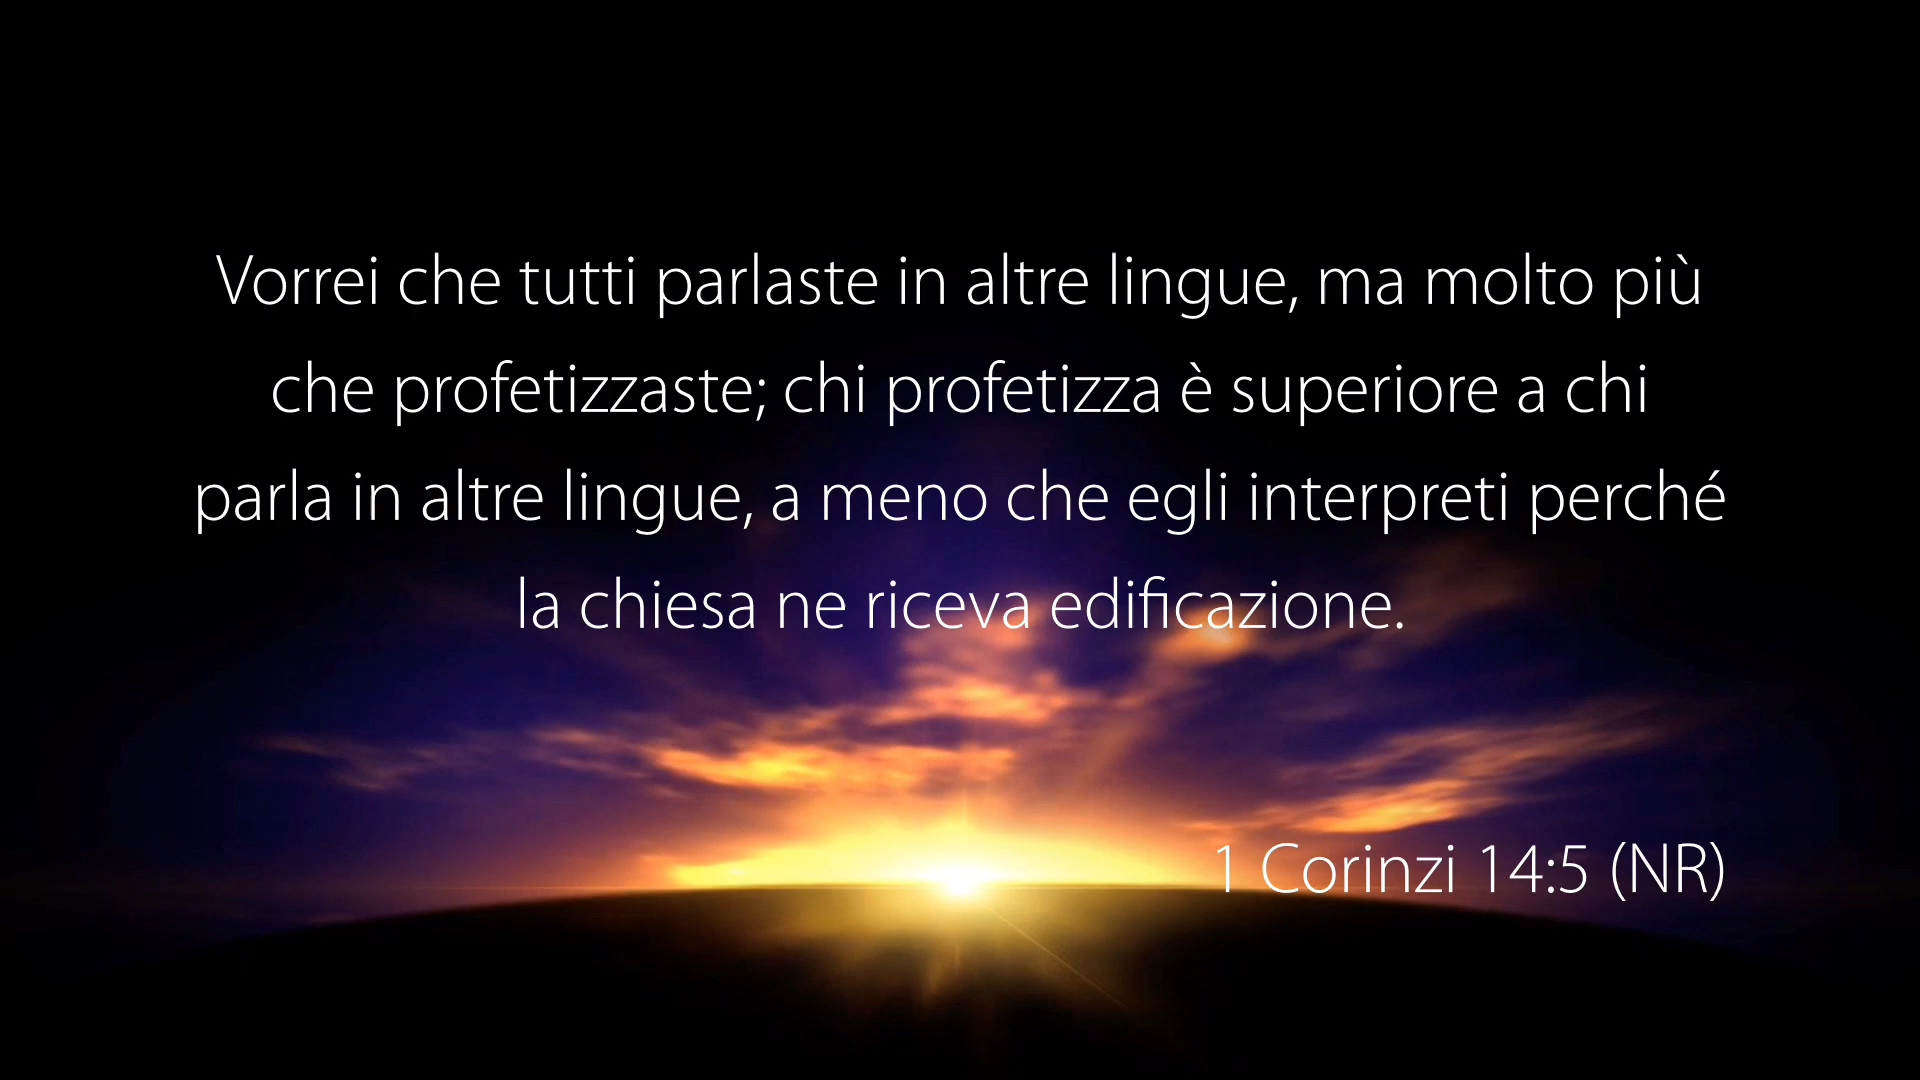 Vorrei che tutti parlaste in altre lingue, ma molto più
che profetizzaste; chi profetizza è superiore a chi
parla in altre lingue, a meno che egli interpreti perché
la chiesa ne riceva edificazione.
1 Corinzi 14:5 (NR)